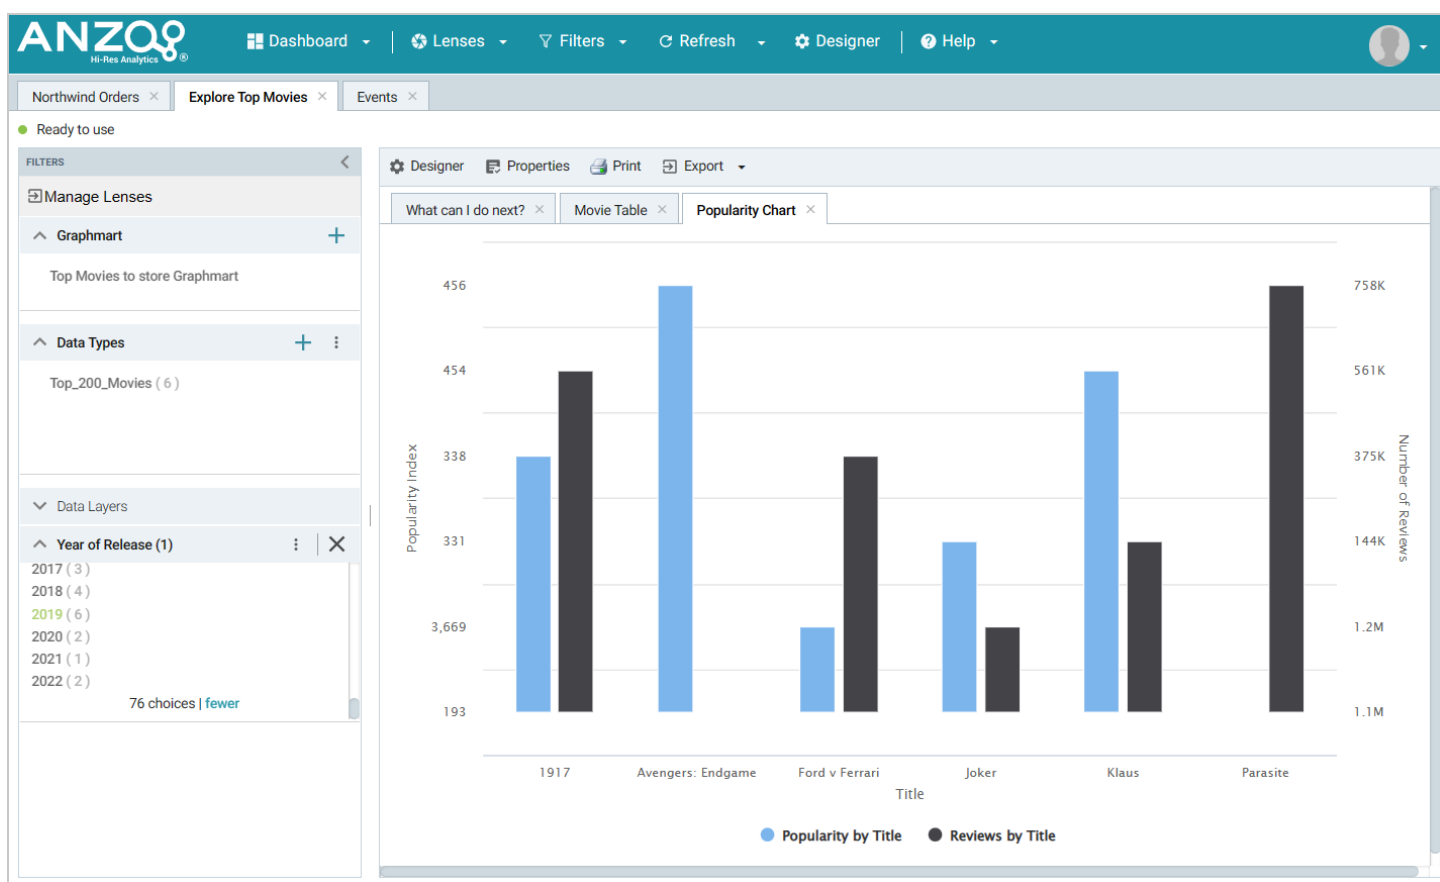 ANZO
Hi-Res Analytics ®
Dashboard Lenses Filters Refresh Designer Help
Northwind Orders × Explore Top Movies × Events ×
Ready to use
FILTERS
Manage Lenses
Graphmart
Top Movies to store Graphmart
Data Types
Top_200_Movies ( 6 )
Data Layers
Year of Release (1)
2017 ( 3 )
2018 ( 4 )
2019 ( 6 )
2020 ( 2 )
2021 ( 1 )
2022 ( 2 )
76 choices | fewer
Designer Properties Print Export
What can I do next? × Movie Table × Popularity Chart ×
Popularity Index
456
454
338
331
3,669
193
758K
561K
375K
144K
1.2M
1.1M
Number of Reviews
1917 Avengers: Endgame Ford v Ferrari Joker Klaus Parasite
Title
Popularity by Title Reviews by Title